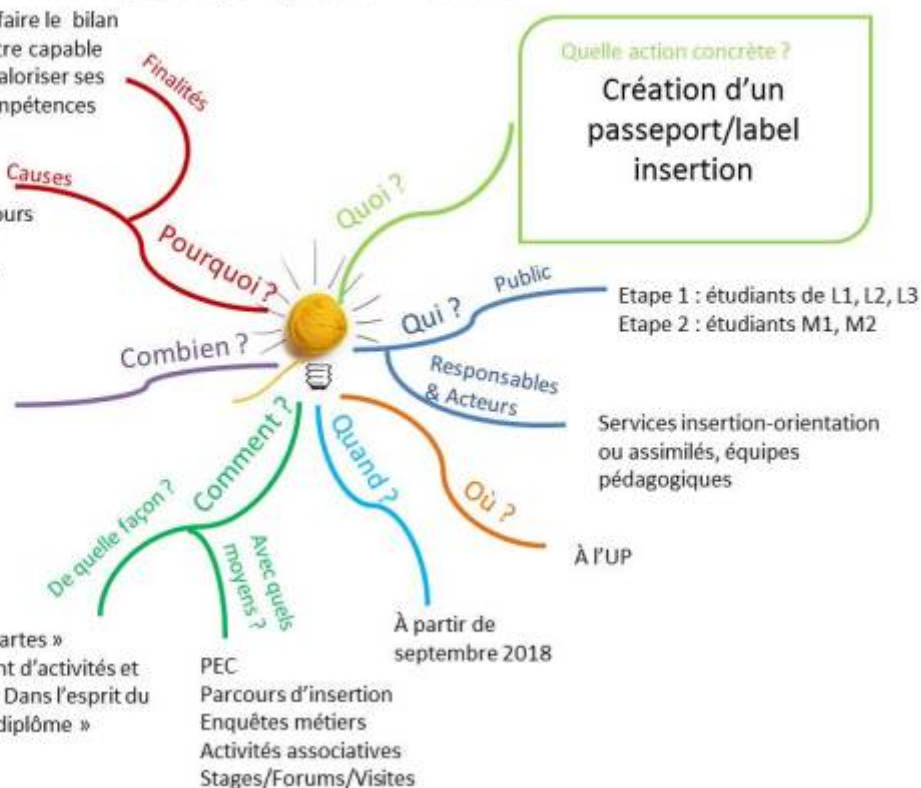 faire le bilan
tre capable
aloriser ses
mpétences
Finalités
Causes
ours
Pourquoi ?
Quoi ?
Quelle action concrète ?
Création d'un
passeport/label
insertion
Qui ?
Public
Etape 1 : étudiants de L1, L2, L3
Etape 2 : étudiants M1, M2
Responsables
& Acteurs
Services insertion-orientation
ou assimilés, équipes
pédagogiques
Où ?
À l'UP
Quand ?
À partir de
septembre 2018
Combien ?
Comment ?
De quelle façon ?
artes »
nt d'activités et
Dans l'esprit du
diplôme »
Avec quels
moyens ?
PEC
Parcours d'insertion
Enquêtes métiers
Activités associatives
Stages/Forums/Visites